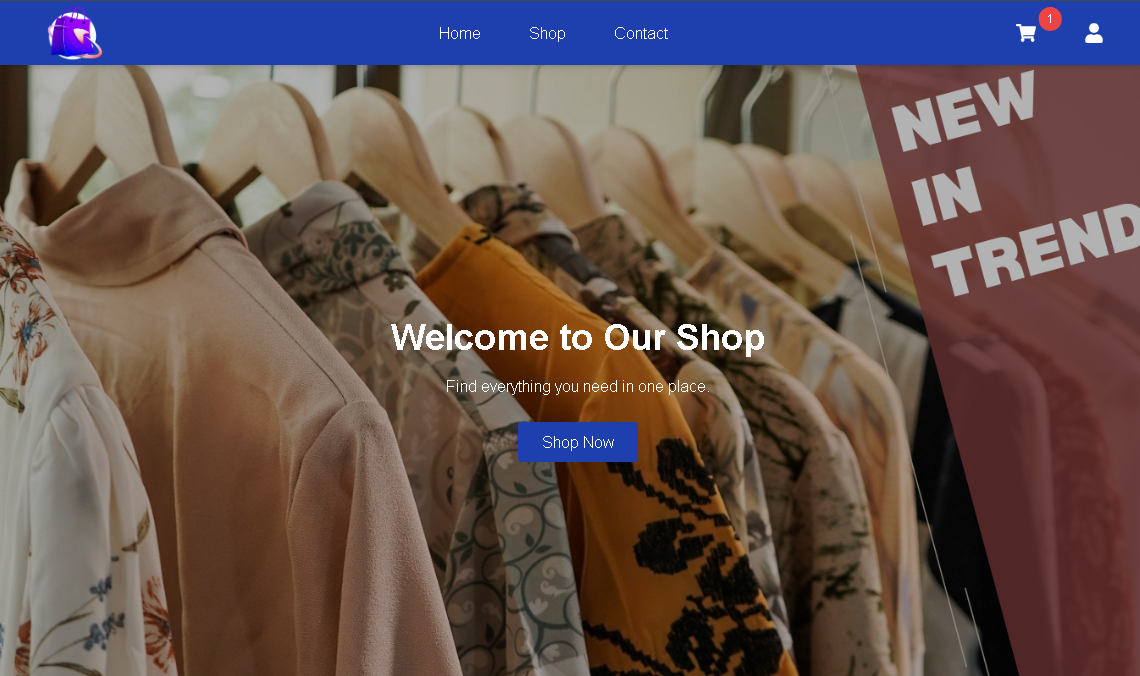 Home Shop Contact 1
NEW
IN
TREND
Welcome to Our Shop
Find everything you need in one place.
Shop Now